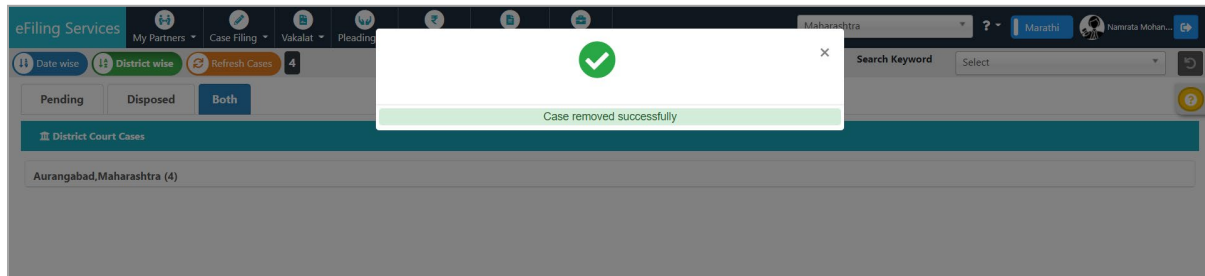 eFiling Services
My Partners
Case Filing
Vakalat
Pleading
₹
Maharashtra
?
Marathi
Namrata Mohan...
×
Date wise
District wise
Refresh Cases
4
Search Keyword
Select
Pending
Disposed
Both
?
Case removed successfully
District Court Cases
Aurangabad,Maharashtra (4)